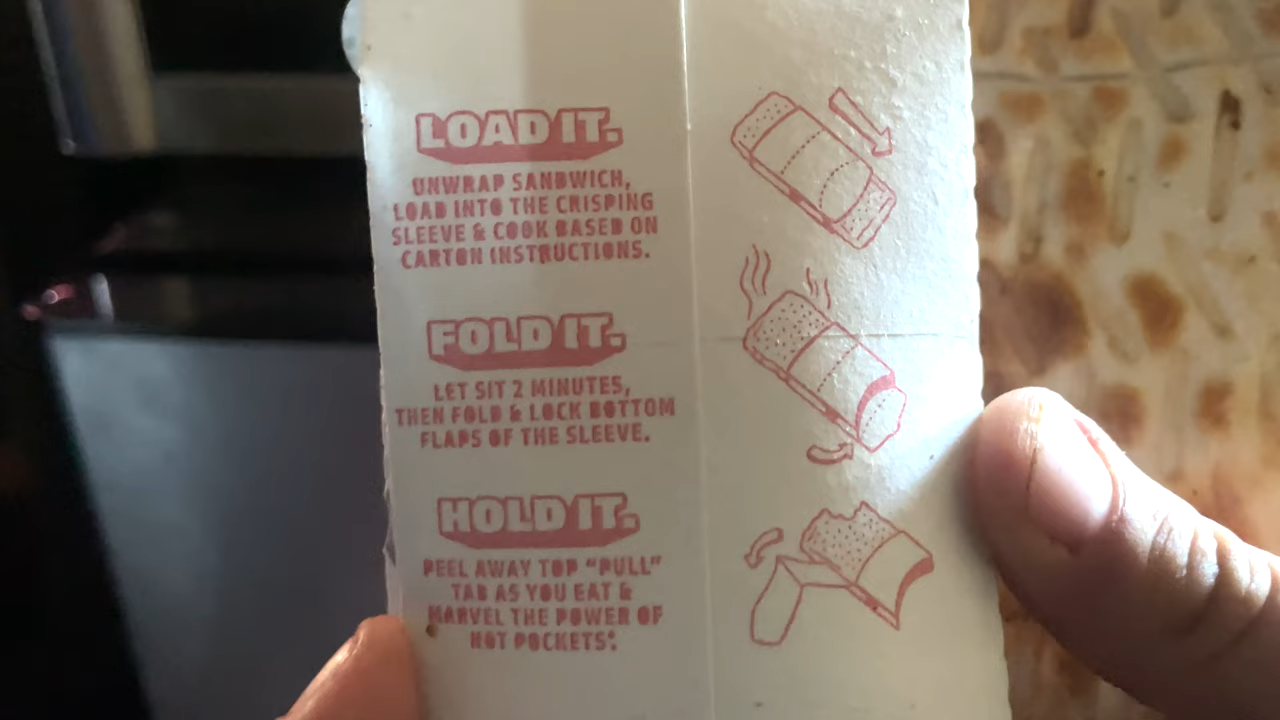 LOAD IT.
UNWRAP SANDWICH,
LOAD INTO THE CRISPING
SLEEVE & COOK BASED ON
CARTON INSTRUCTIONS.
FOLD IT.
LET SIT 2 MINUTES,
THEN FOLD & LOCK BOTTOM
FLAPS OF THE SLEEVE.
HOLD IT.
PEEL AWAY TOP "PULL"
TAB AS YOU EAT &
MARVEL THE POWER OF
HOT POCKETS®.